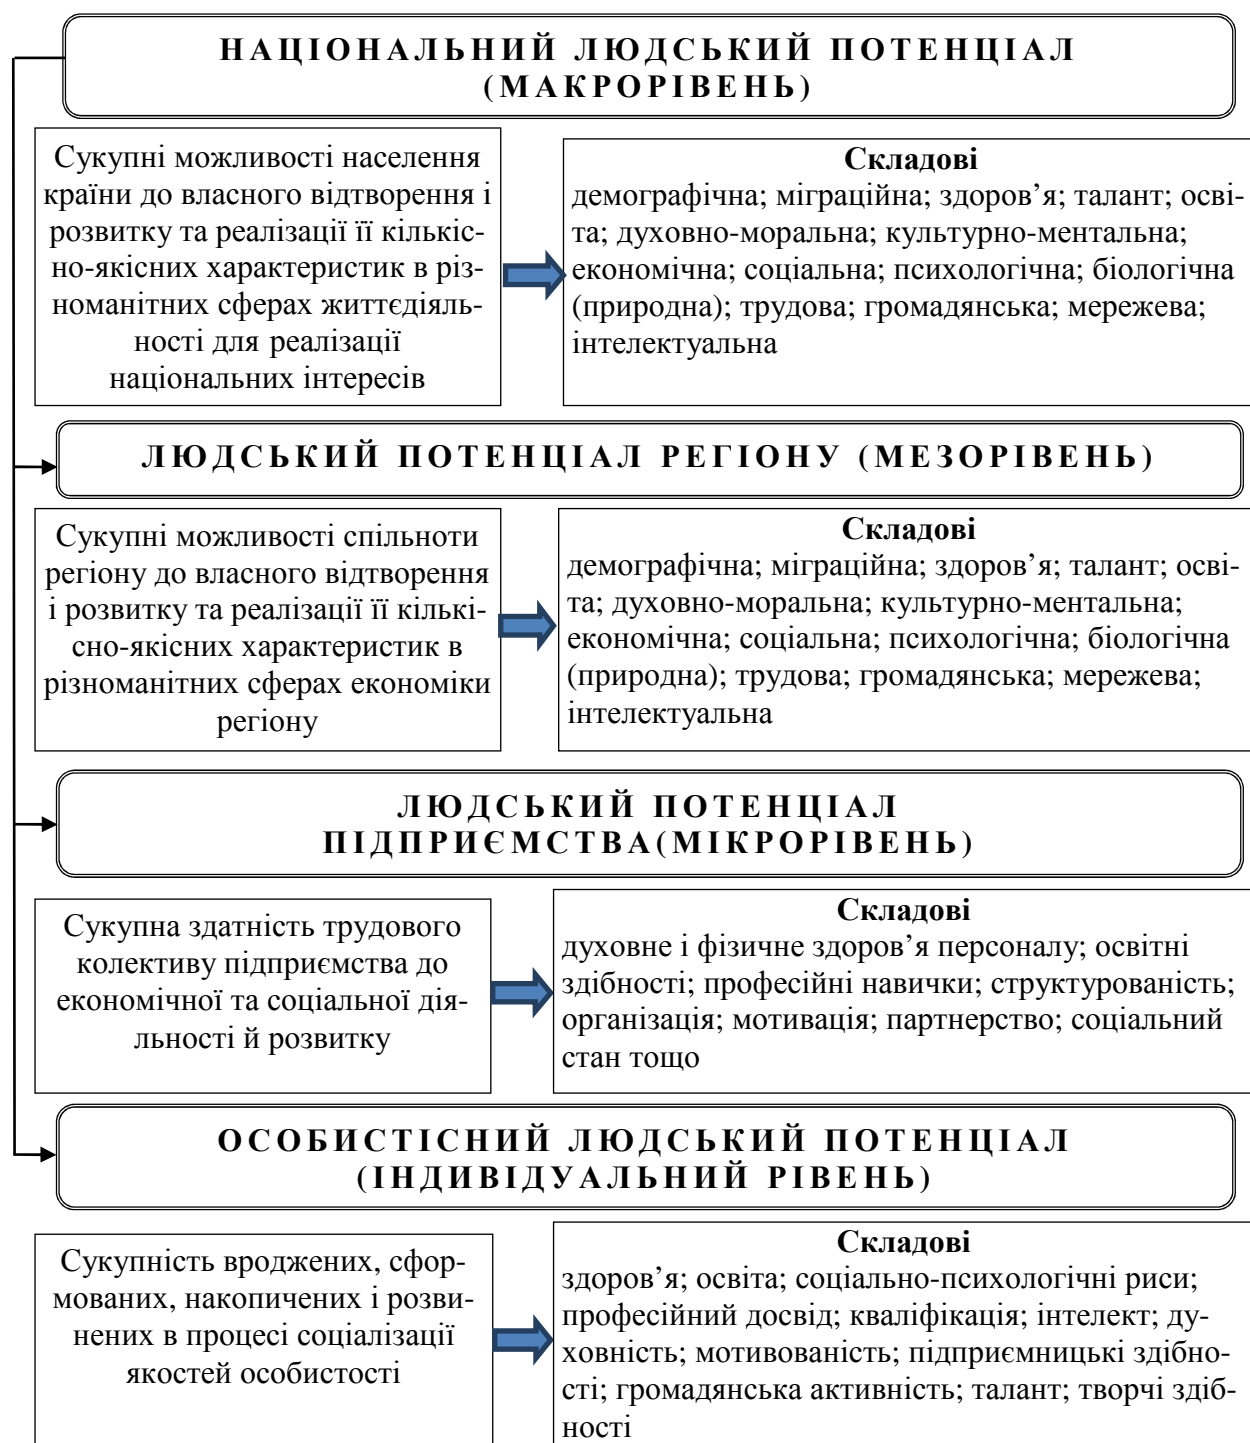 НАЦІОНАЛЬНИЙ ЛЮДСЬКИЙ ПОТЕНЦІАЛ
(МАКРОРІВЕНЬ)
Сукупні можливості населення
країни до власного відтворення і
розвитку та реалізації її кількіс-
но-якісних характеристик в різ-
номанітних сферах життєдіяль-
ності для реалізації
національних інтересів
Складові
демографічна; міграційна; здоров’я; талант; осві-
та; духовно-моральна; культурно-ментальна;
економічна; соціальна; психологічна; біологічна
(природна); трудова; громадянська; мережева;
інтелектуальна
ЛЮДСЬКИЙ ПОТЕНЦІАЛ РЕГІОНУ (МЕЗОРІВЕНЬ)
Сукупні можливості спільноти
регіону до власного відтворення
і розвитку та реалізації її кількі-
сно-якісних характеристик в
різноманітних сферах економіки
регіону
Складові
демографічна; міграційна; здоров’я; талант; осві-
та; духовно-моральна; культурно-ментальна;
економічна; соціальна; психологічна; біологічна
(природна); трудова; громадянська; мережева;
інтелектуальна
ЛЮДСЬКИЙ ПОТЕНЦІАЛ
ПІДПРИЄМСТВА(МІКРОРІВЕНЬ)
Сукупна здатність трудового
колективу підприємства до
економічної та соціальної дія-
льності й розвитку
Складові
духовне і фізичне здоров’я персоналу; освітні
здібності; професійні навички; структурованість;
організація; мотивація; партнерство; соціальний
стан тощо
ОСОБИСТІСНИЙ ЛЮДСЬКИЙ ПОТЕНЦІАЛ
(ІНДИВІДУАЛЬНИЙ РІВЕНЬ)
Сукупність вроджених, сфор-
мованих, накопичених і розви-
нених в процесі соціалізації
якостей особистості
Складові
здоров’я; освіта; соціально-психологічні риси;
професійний досвід; кваліфікація; інтелект; ду-
ховність; мотивованість; підприємницькі здібно-
сті; громадянська активність; талант; творчі здіб-
ності